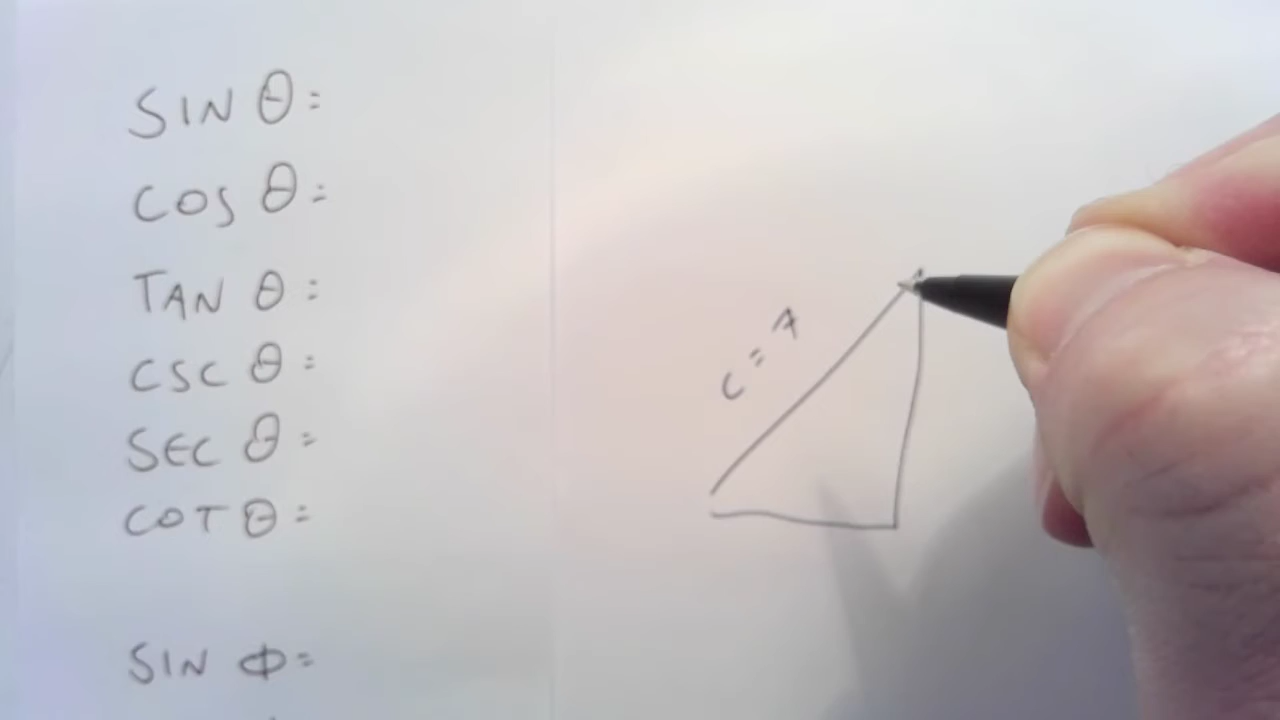 SIN θ=
COS θ=
TAN θ=
CSC θ=
SEC θ=
COT θ=
SIN Φ=
C = 7